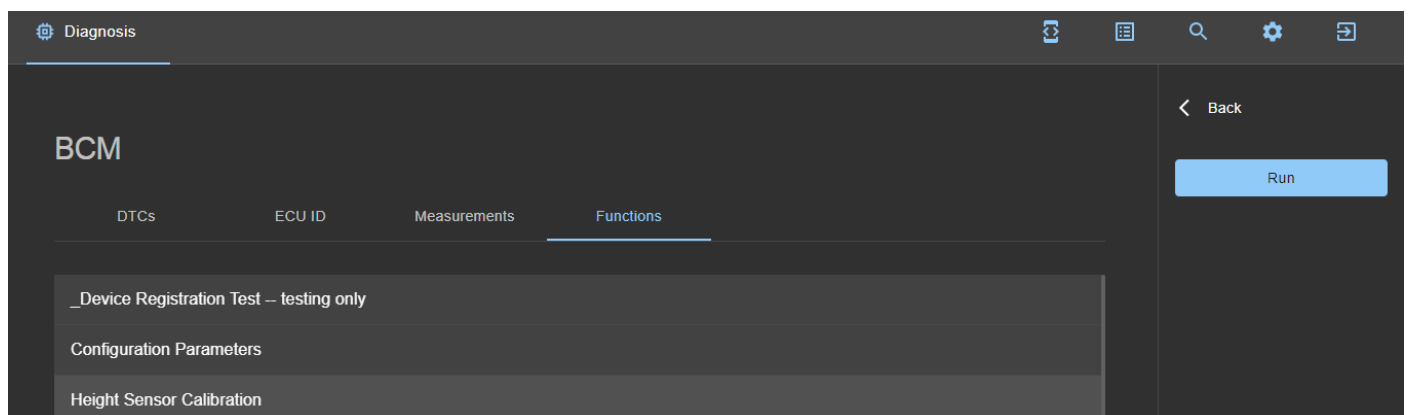 Diagnosis
Back
BCM
Run
DTCs ECU ID Measurements Functions
_Device Registration Test -- testing only
Configuration Parameters
Height Sensor Calibration